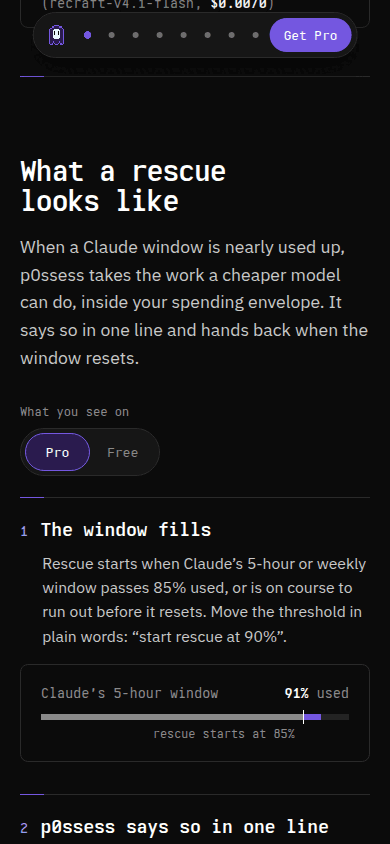 (recraft-v4.1-flash, $0.0070)
Get Pro
What a rescue
looks like
When a Claude window is nearly used up,
p0ssess takes the work a cheaper model
can do, inside your spending envelope. It
says so in one line and hands back when the
window resets.
What you see on
Pro Free
1 The window fills
Rescue starts when Claude’s 5-hour or weekly
window passes 85% used, or is on course to
run out before it resets. Move the threshold in
plain words: “start rescue at 90%”.
Claude’s 5-hour window 91% used
rescue starts at 85%
2 p0ssess says so in one line